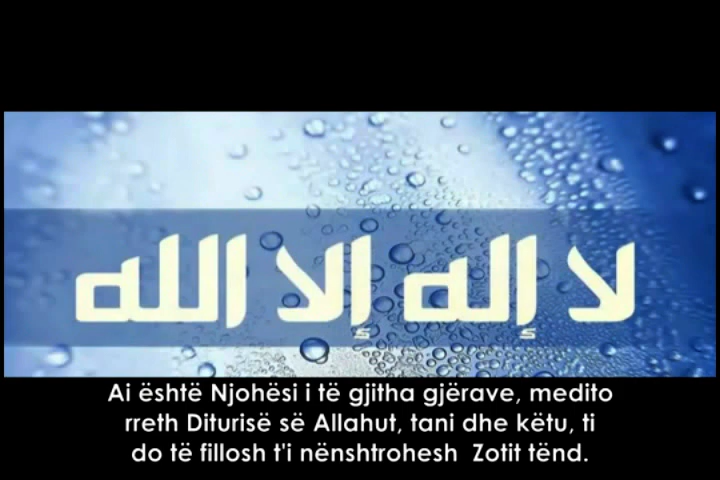 لا إله إلا الله
Ai është Njohësi i të gjitha gjërave, medito
rreth Diturisë së Allahut, tani dhe këtu, ti
do të fillosh t'i nënshtrohesh  Zotit tënd.